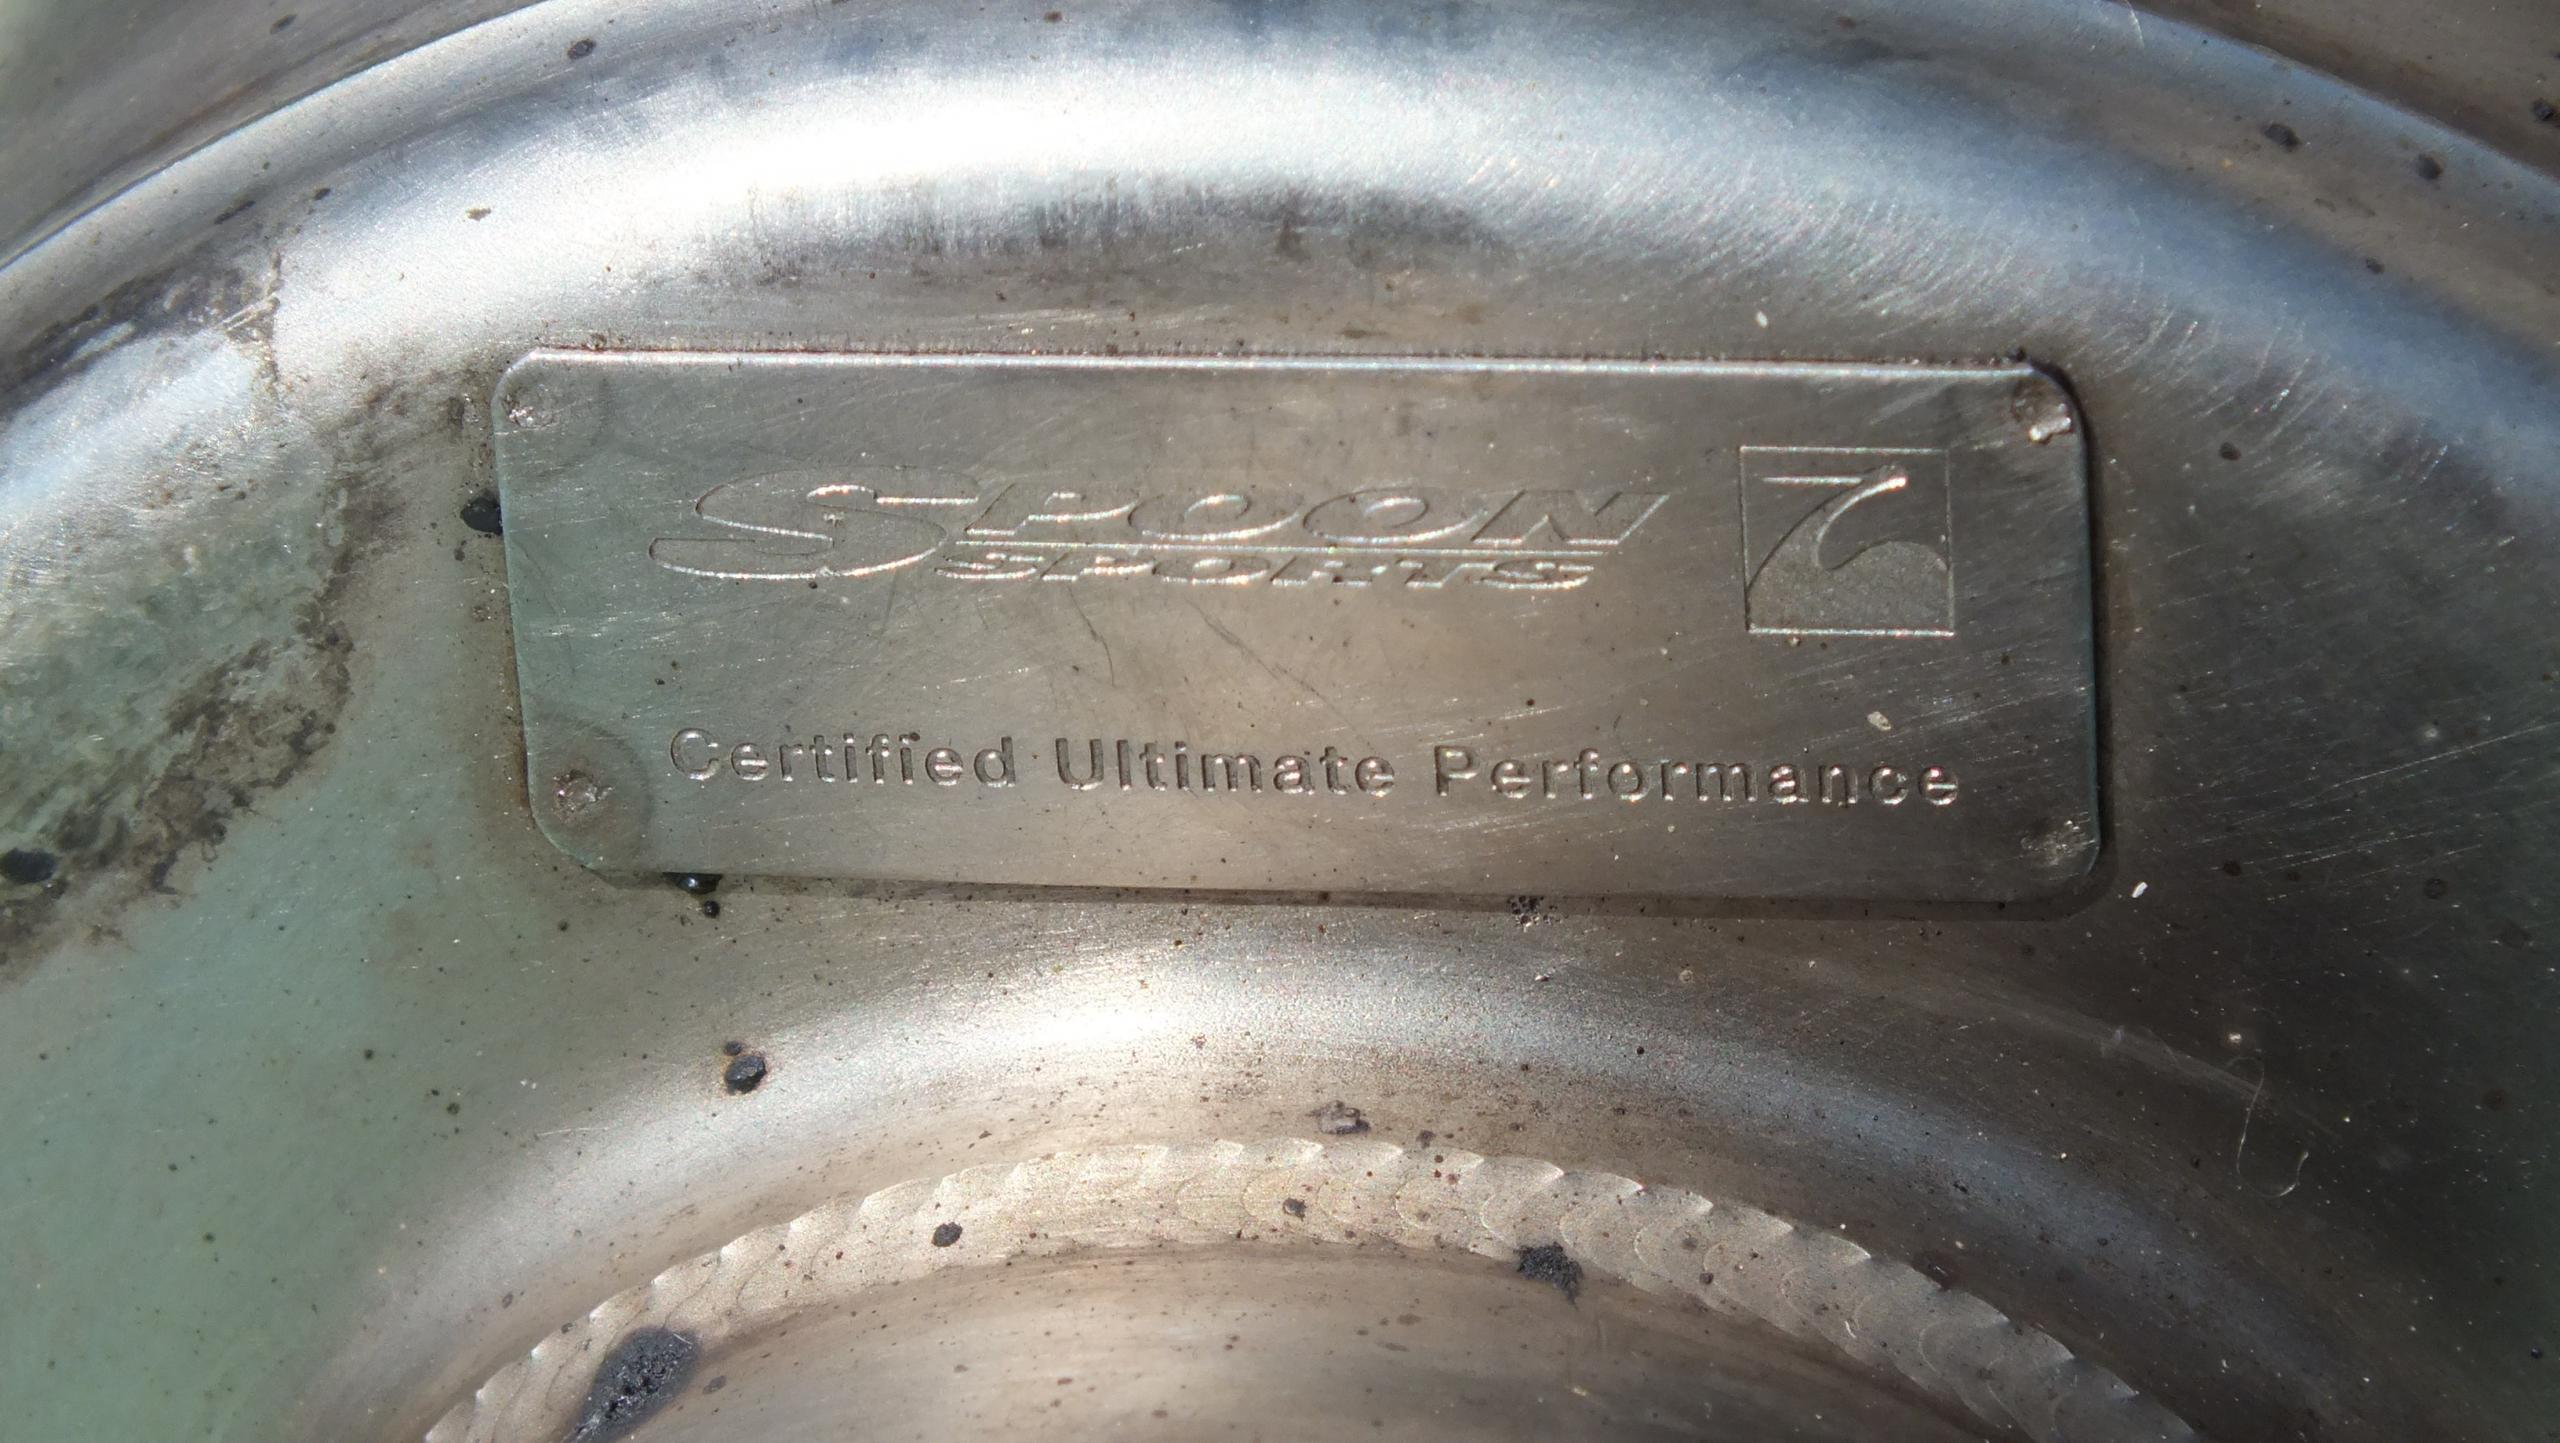 SPOON
SPORTS
Certified Ultimate Performance